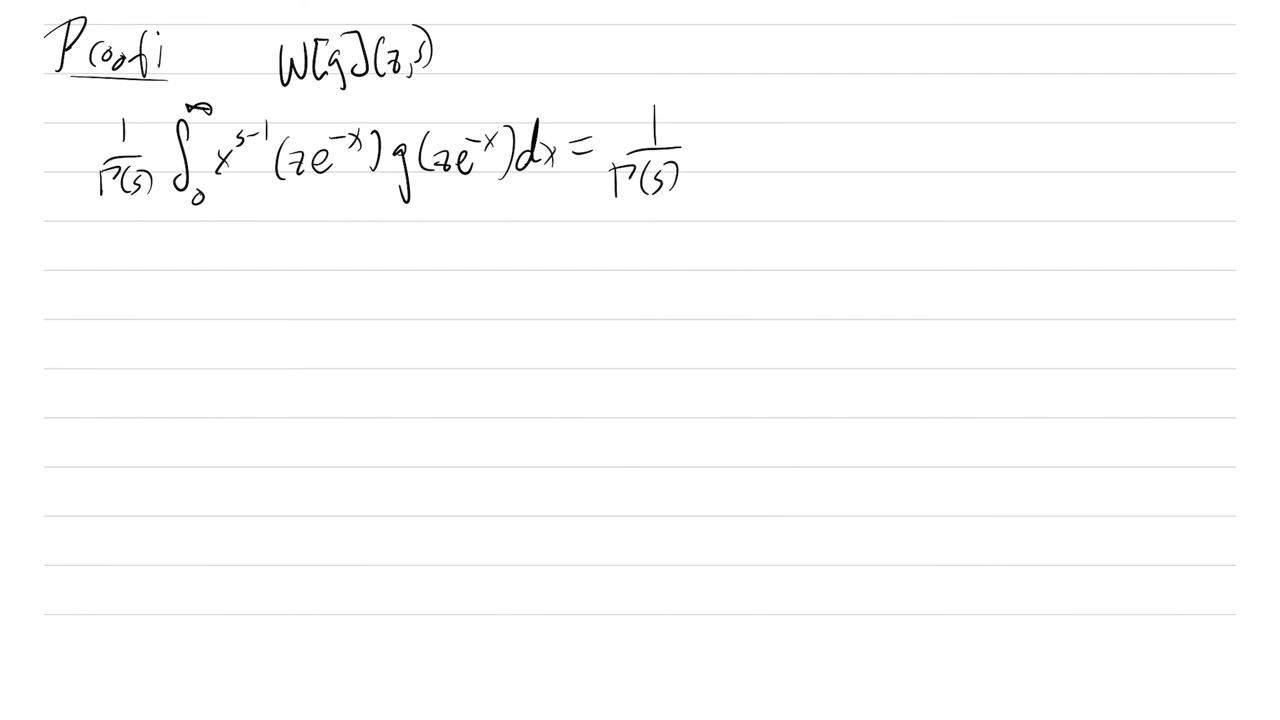 Proof: W[g](z,s)
1/Γ(s) ∫₀^∞ x^{s-1} (ze^{-x}) g(ze^{-x}) dx = 1/Γ(s)